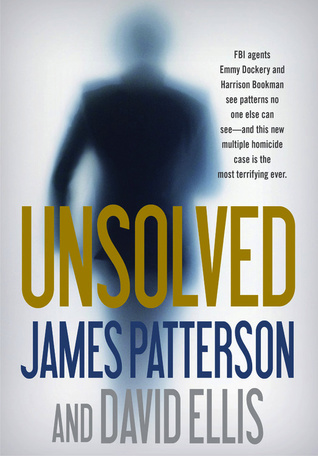 FBI agents
Emmy Dockery and
Harrison Bookman
see patterns no
one else can
see—and this new
multiple homicide
case is the
most terrifying ever.
UNSOLVED
JAMES PATTERSON
AND DAVID ELLIS